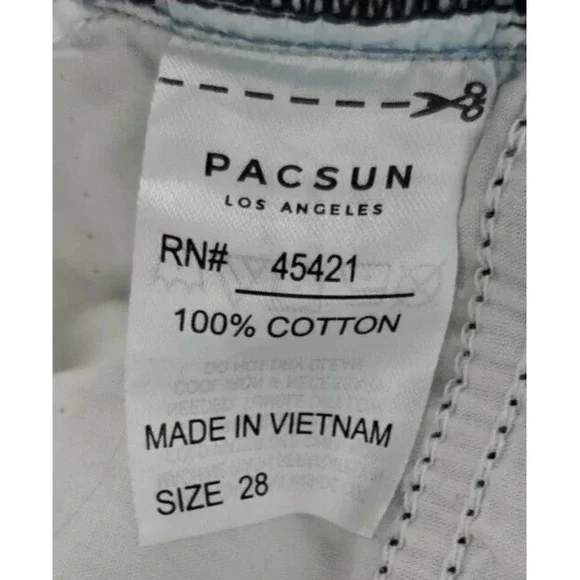 PACSUN
LOS ANGELES
RN# 45421
100% COTTON
MADE IN VIETNAM
SIZE 28